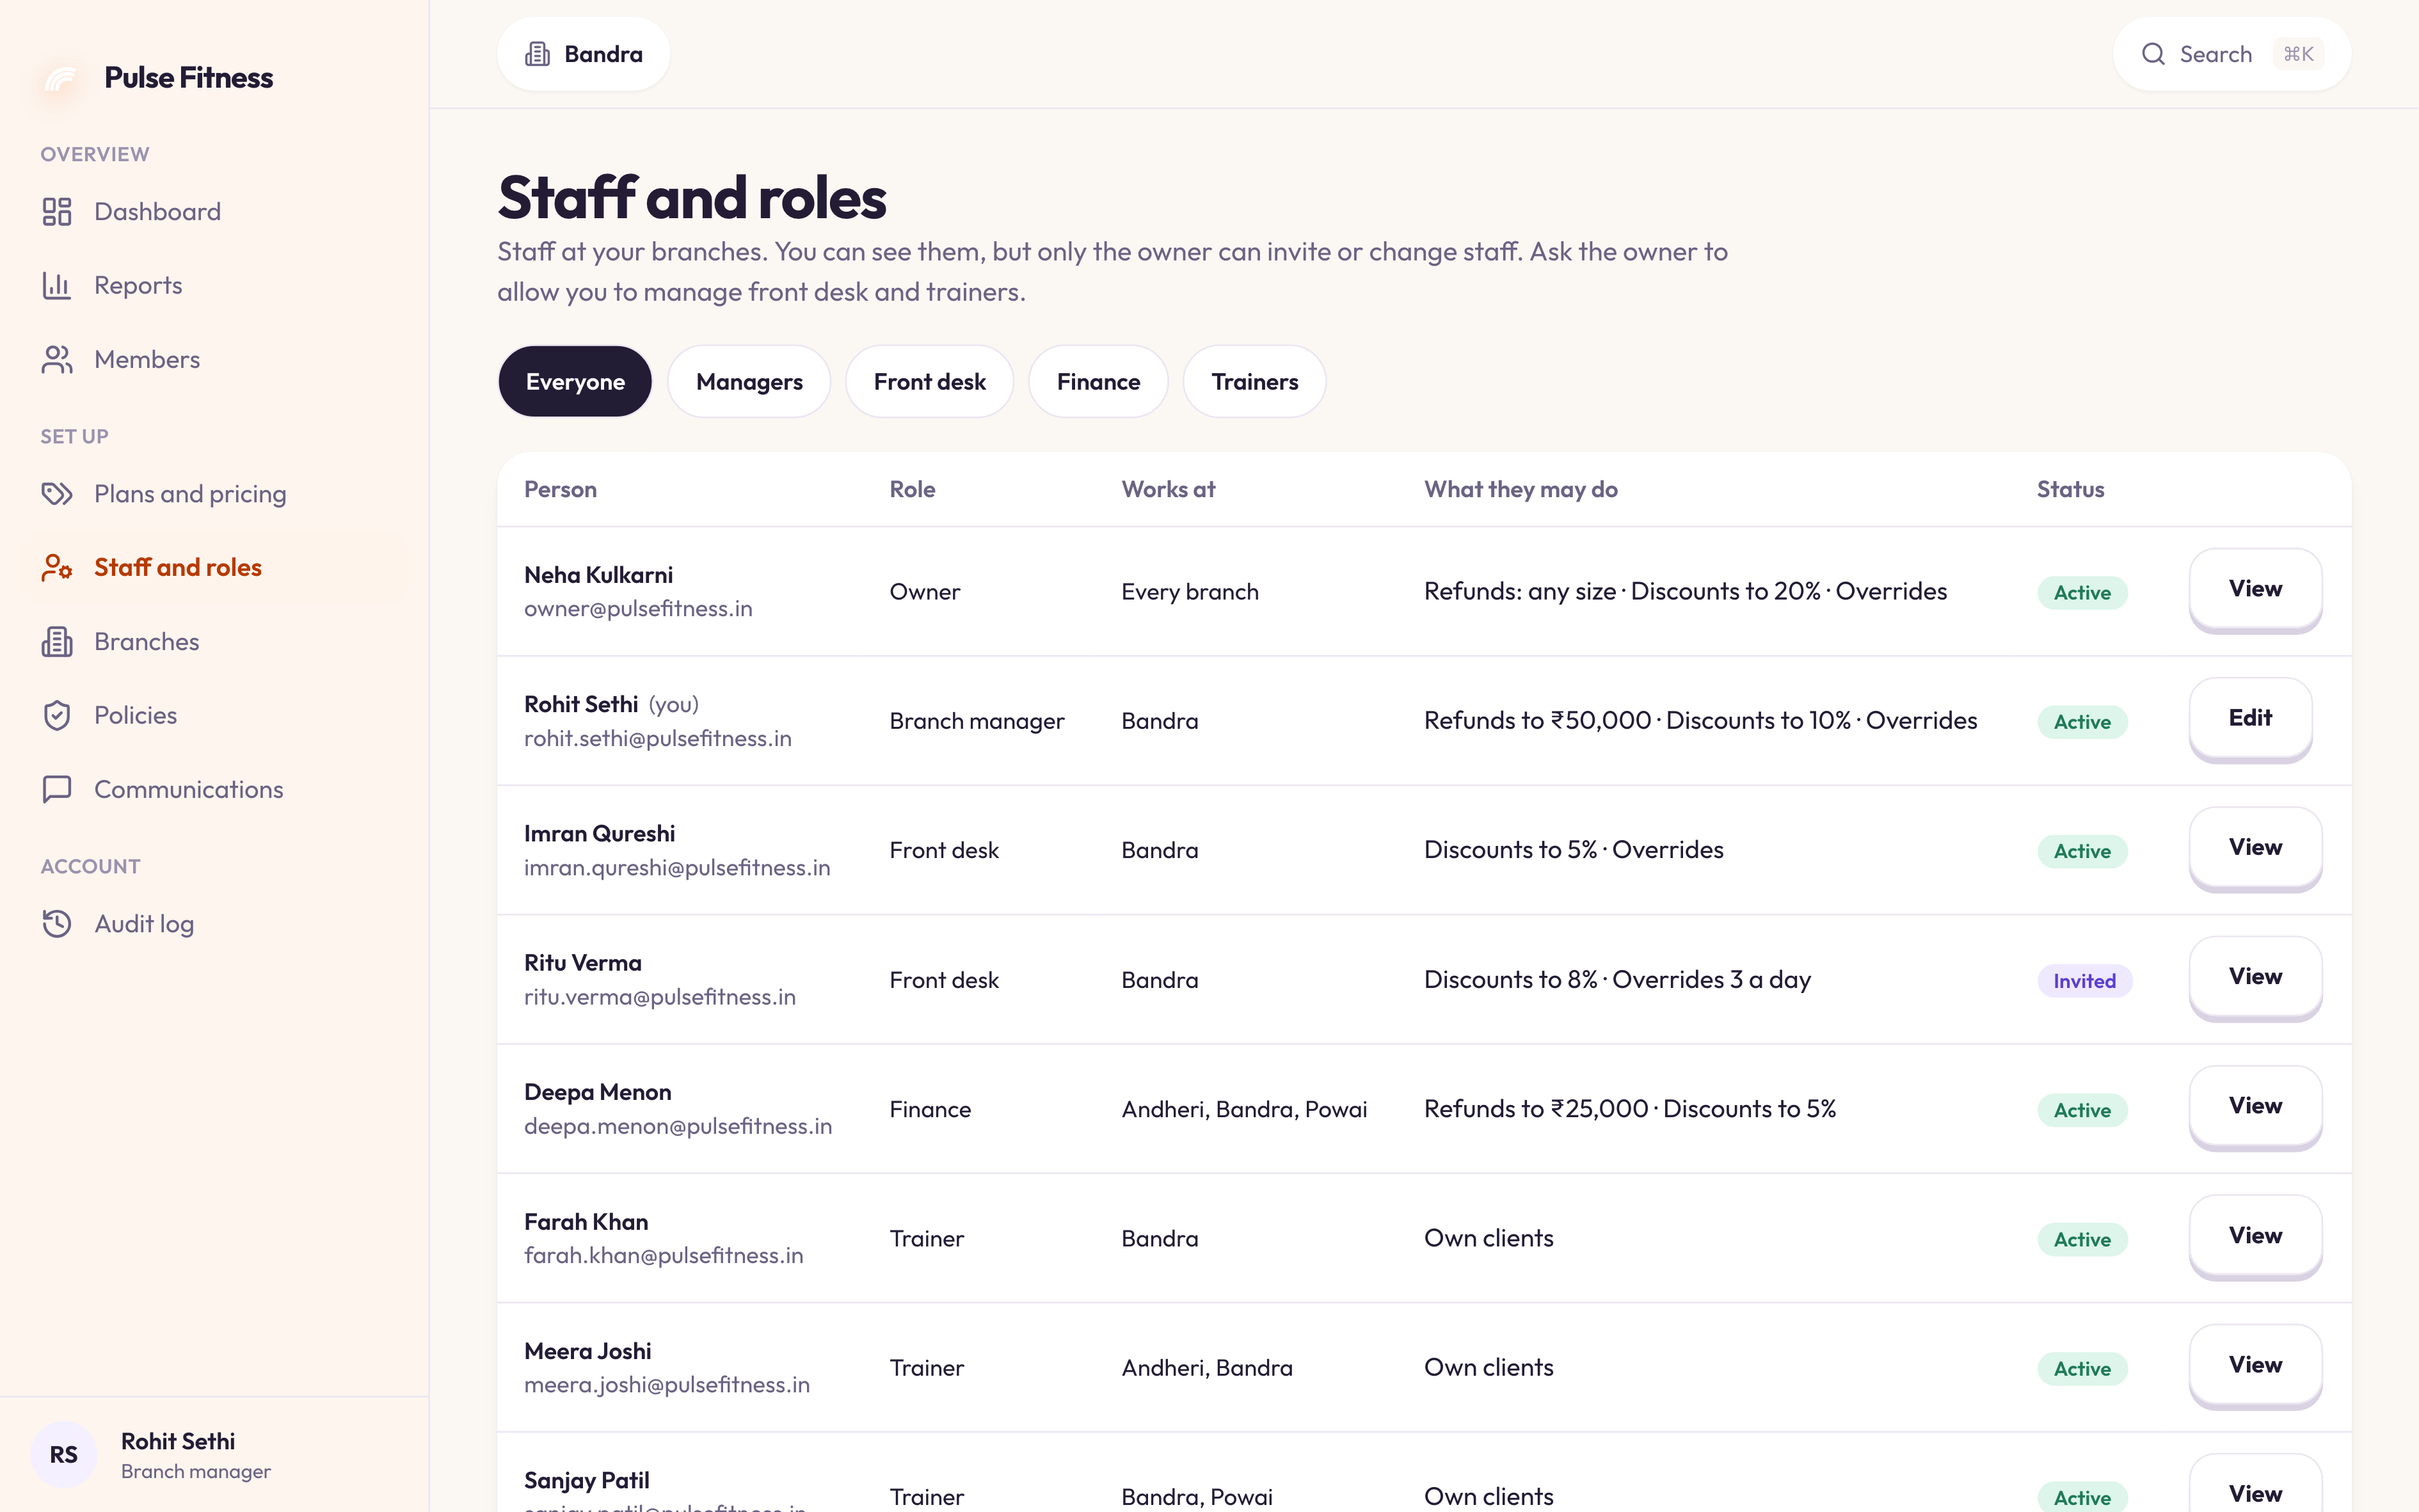 Pulse Fitness
OVERVIEW
Dashboard
Reports
Members
SET UP
Plans and pricing
Staff and roles
Branches
Policies
Communications
ACCOUNT
Audit log
RS
Rohit Sethi
Branch manager
Bandra
Search ⌘K
Staff and roles
Staff at your branches. You can see them, but only the owner can invite or change staff. Ask the owner to
allow you to manage front desk and trainers.
Everyone Managers Front desk Finance Trainers
Person Role Works at What they may do Status
Neha Kulkarni
owner@pulsefitness.in
Owner Every branch Refunds: any size · Discounts to 20% · Overrides Active View
Rohit Sethi (you)
rohit.sethi@pulsefitness.in
Branch manager Bandra Refunds to ₹50,000 · Discounts to 10% · Overrides Active Edit
Imran Qureshi
imran.qureshi@pulsefitness.in
Front desk Bandra Discounts to 5% · Overrides Active View
Ritu Verma
ritu.verma@pulsefitness.in
Front desk Bandra Discounts to 8% · Overrides 3 a day Invited View
Deepa Menon
deepa.menon@pulsefitness.in
Finance Andheri, Bandra, Powai Refunds to ₹25,000 · Discounts to 5% Active View
Farah Khan
farah.khan@pulsefitness.in
Trainer Bandra Own clients Active View
Meera Joshi
meera.joshi@pulsefitness.in
Trainer Andheri, Bandra Own clients Active View
Sanjay Patil
Trainer Bandra, Powai Own clients Active View